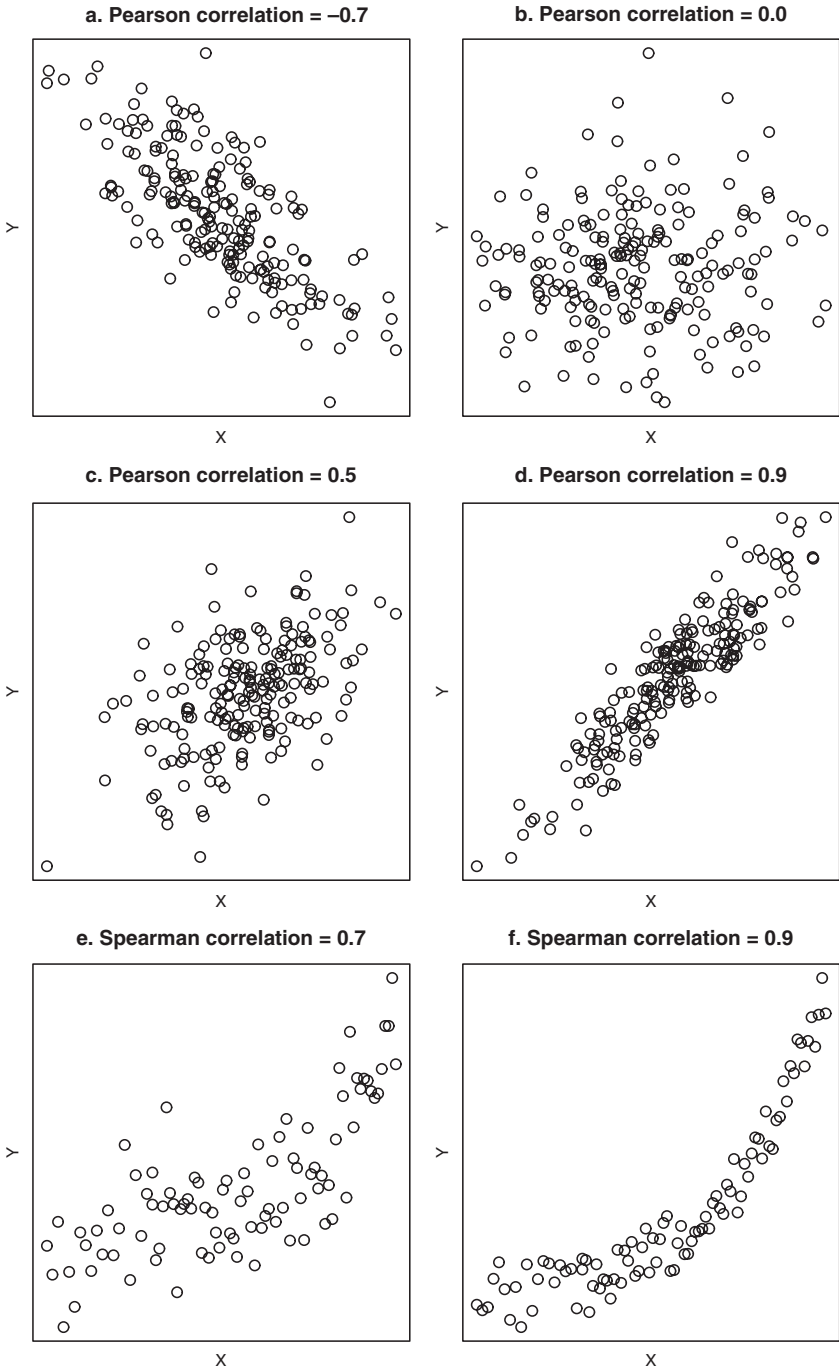 a. Pearson correlation = –0.7
b. Pearson correlation = 0.0
Y
Y
X
X
c. Pearson correlation = 0.5
d. Pearson correlation = 0.9
Y
Y
X
X
e. Spearman correlation = 0.7
f. Spearman correlation = 0.9
Y
Y
X
X